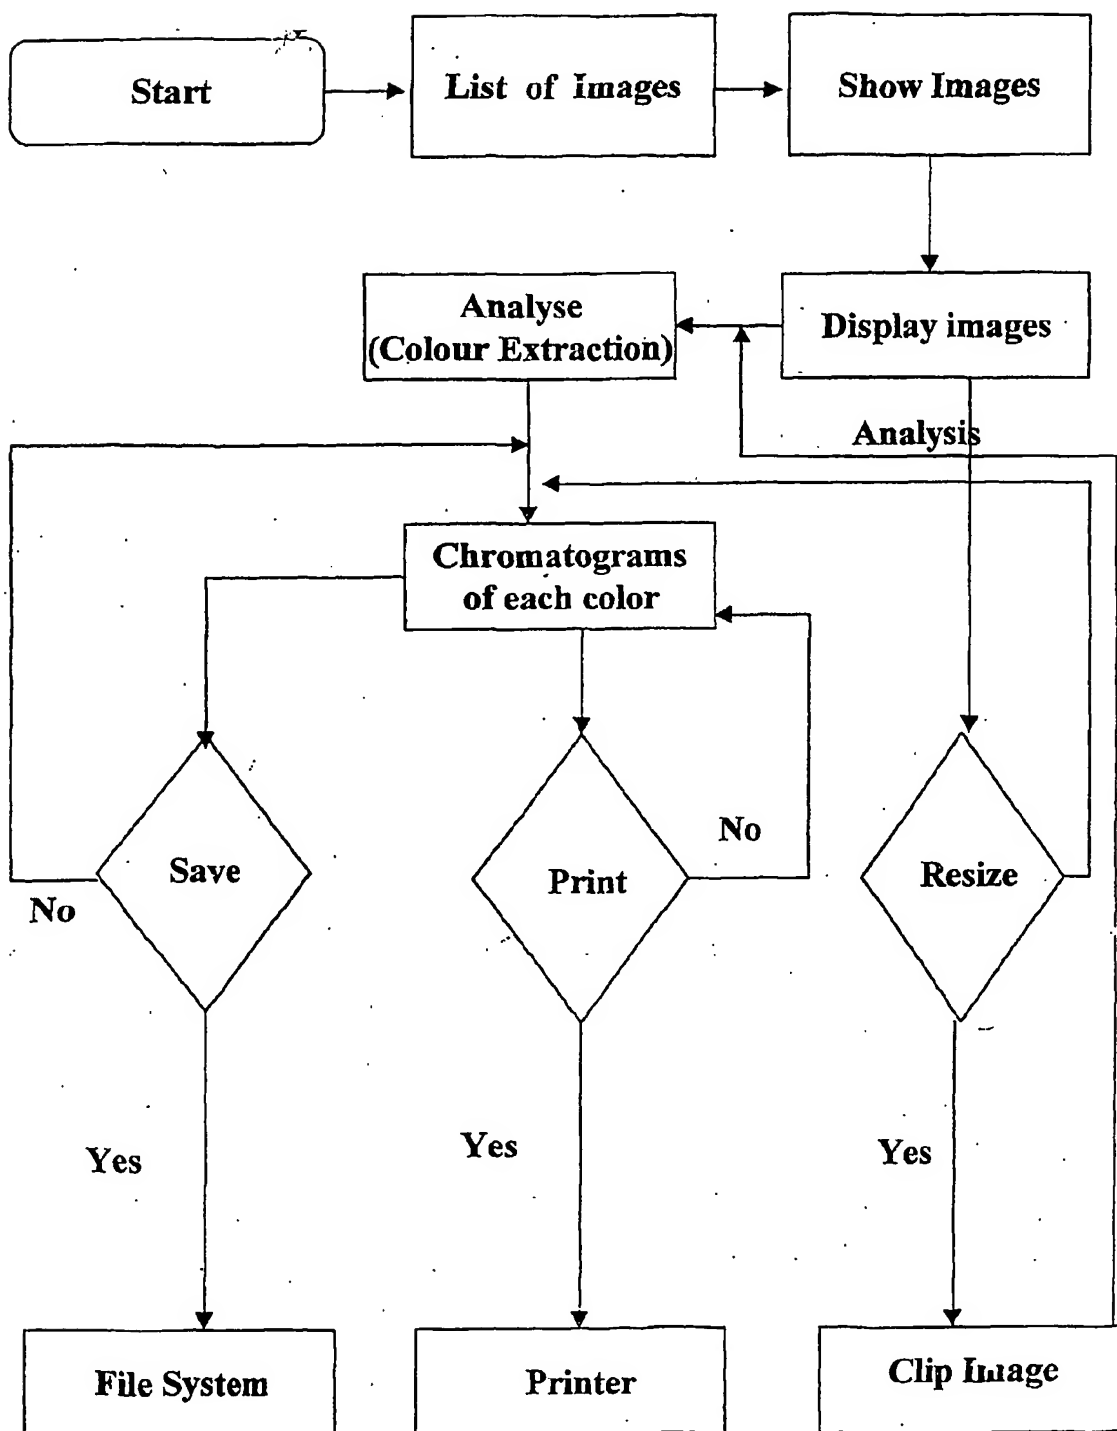 Start
List of Images
Show Images
Analyse
(Colour Extraction)
Display images
Analysis
Chromatograms
of each color
No
Save
Print
No
Resize
Yes
Yes
Yes
File System
Printer
Clip Image